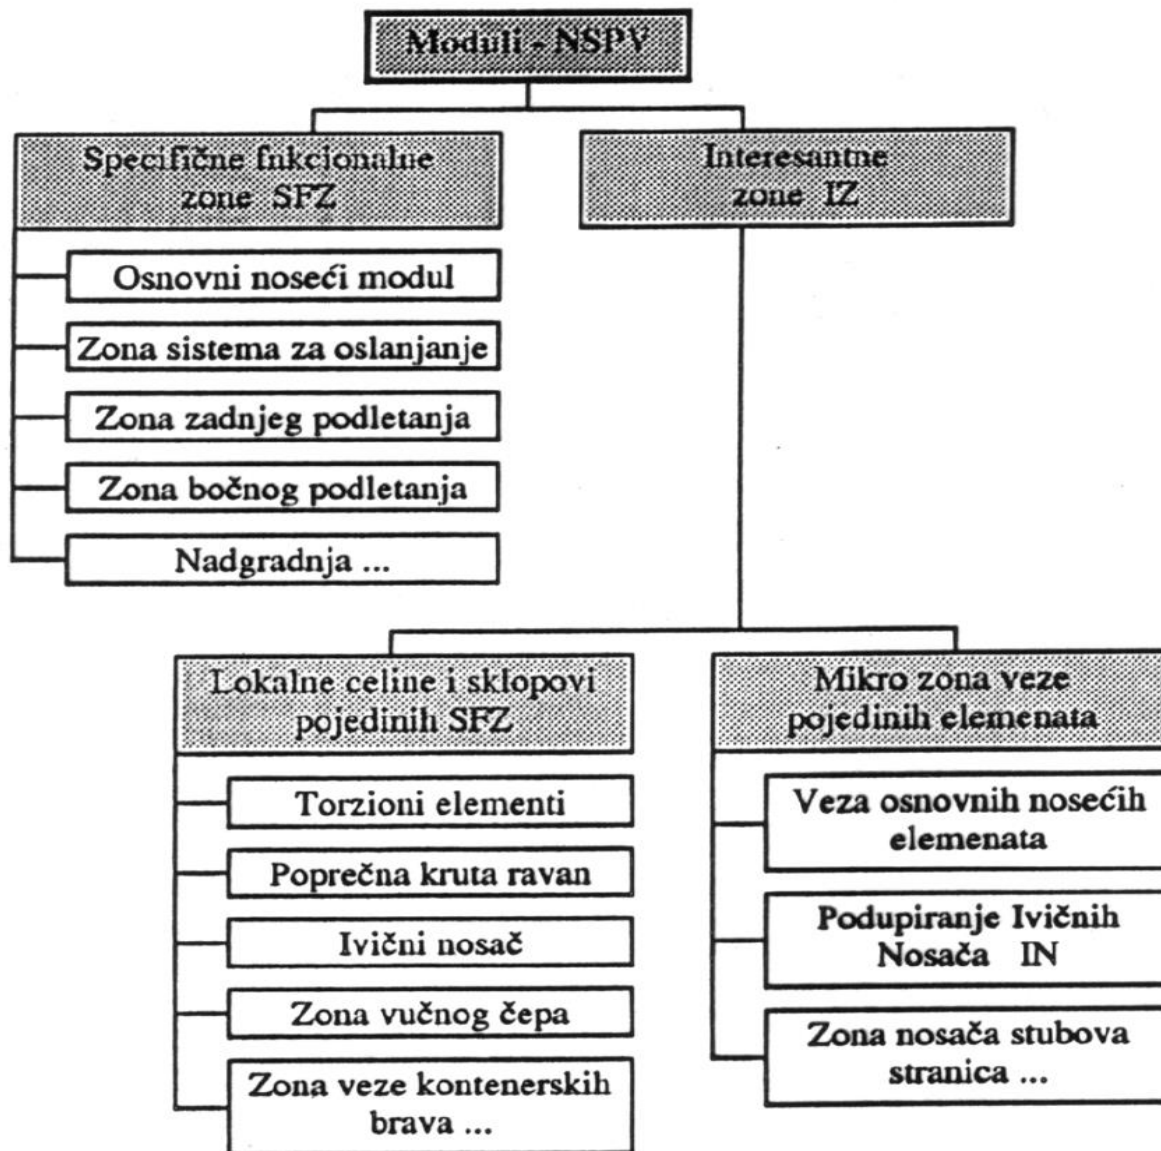 Moduli - NSPV
Specifične fnkcionalne
zone SFZ
Interesantne
zone IZ
Osnovni noseći modul
Zona sistema za oslanjanje
Zona zadnjeg podletanja
Zona bočnog podletanja
Nadgradnja ...
Lokalne celine i sklopovi
pojedinih SFZ
Torzioni elementi
Poprečna kruta ravan
Ivični nosač
Zona vučnog čepa
Zona veze kontenerskih
brava ...
Mikro zona veze
pojedinih elemenata
Veza osnovnih nosećih
elemenata
Podupiranje Ivičnih
Nosača IN
Zona nosača stubova
stranica ...